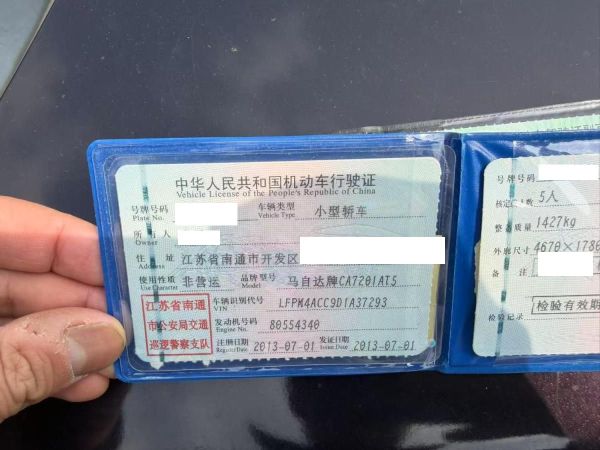 中华人民共和国机动车行驶证
Vehicle License of the People's Republic of China
号牌号码
Plate No.
车辆类型
Vehicle Type
小型轿车
所有人
Owner
住址
Address
江苏省南通市开发区
使用性质
Use Character
非营运
品牌型号
Model
马自达牌CA7201AT5
江苏省南通
市公安局交通
巡逻警察支队
车辆识别代号
VIN
LFPM4ACC9D1A37293
发动机号码
Engine No.
80554340
注册日期
Register Date
2013-07-01
发证日期
Issue Date
2013-07-01
号牌号码
5人
整备质量
1427kg
外廓尺寸
4670×1780
备注
检验有效期
检验记录